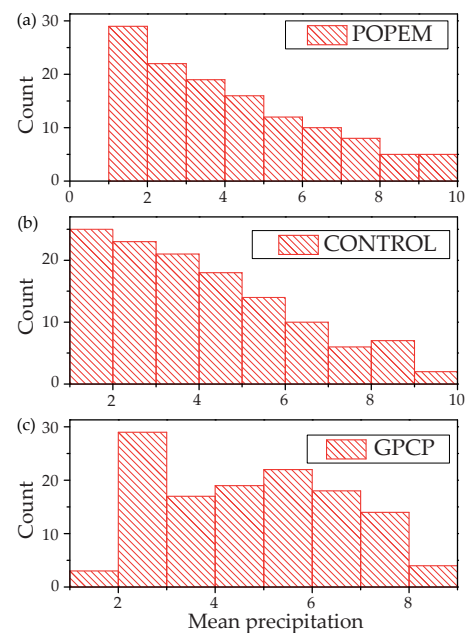 (a)
POPEM
Count
30
20
10
0
0 2 4 6 8 10
(b)
CONTROL
Count
20
10
0
2 4 6 8 10
(c)
GPCP
Count
30
20
10
0
2 4 6 8
Mean precipitation